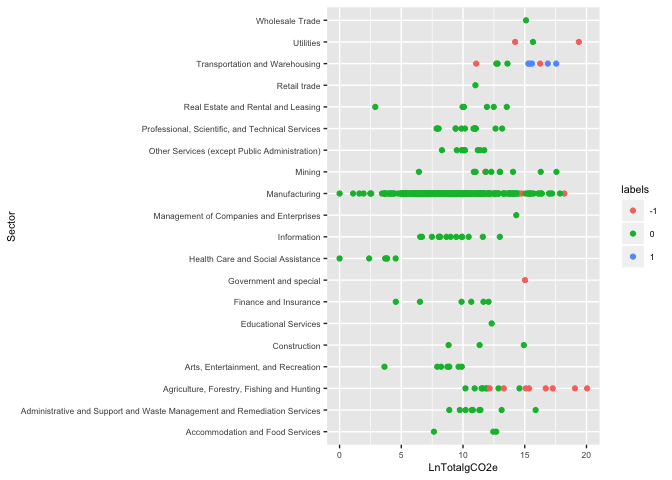 Wholesale Trade
Utilities
Transportation and Warehousing
Retail trade
Real Estate and Rental and Leasing
Professional, Scientific, and Technical Services
Other Services (except Public Administration)
Mining
Manufacturing
Management of Companies and Enterprises
Information
Health Care and Social Assistance
Government and special
Finance and Insurance
Educational Services
Construction
Arts, Entertainment, and Recreation
Agriculture, Forestry, Fishing and Hunting
Administrative and Support and Waste Management and Remediation Services
Accommodation and Food Services
Sector
0 5 10 15 20
LnTotalgCO2e
labels
-1
0
1